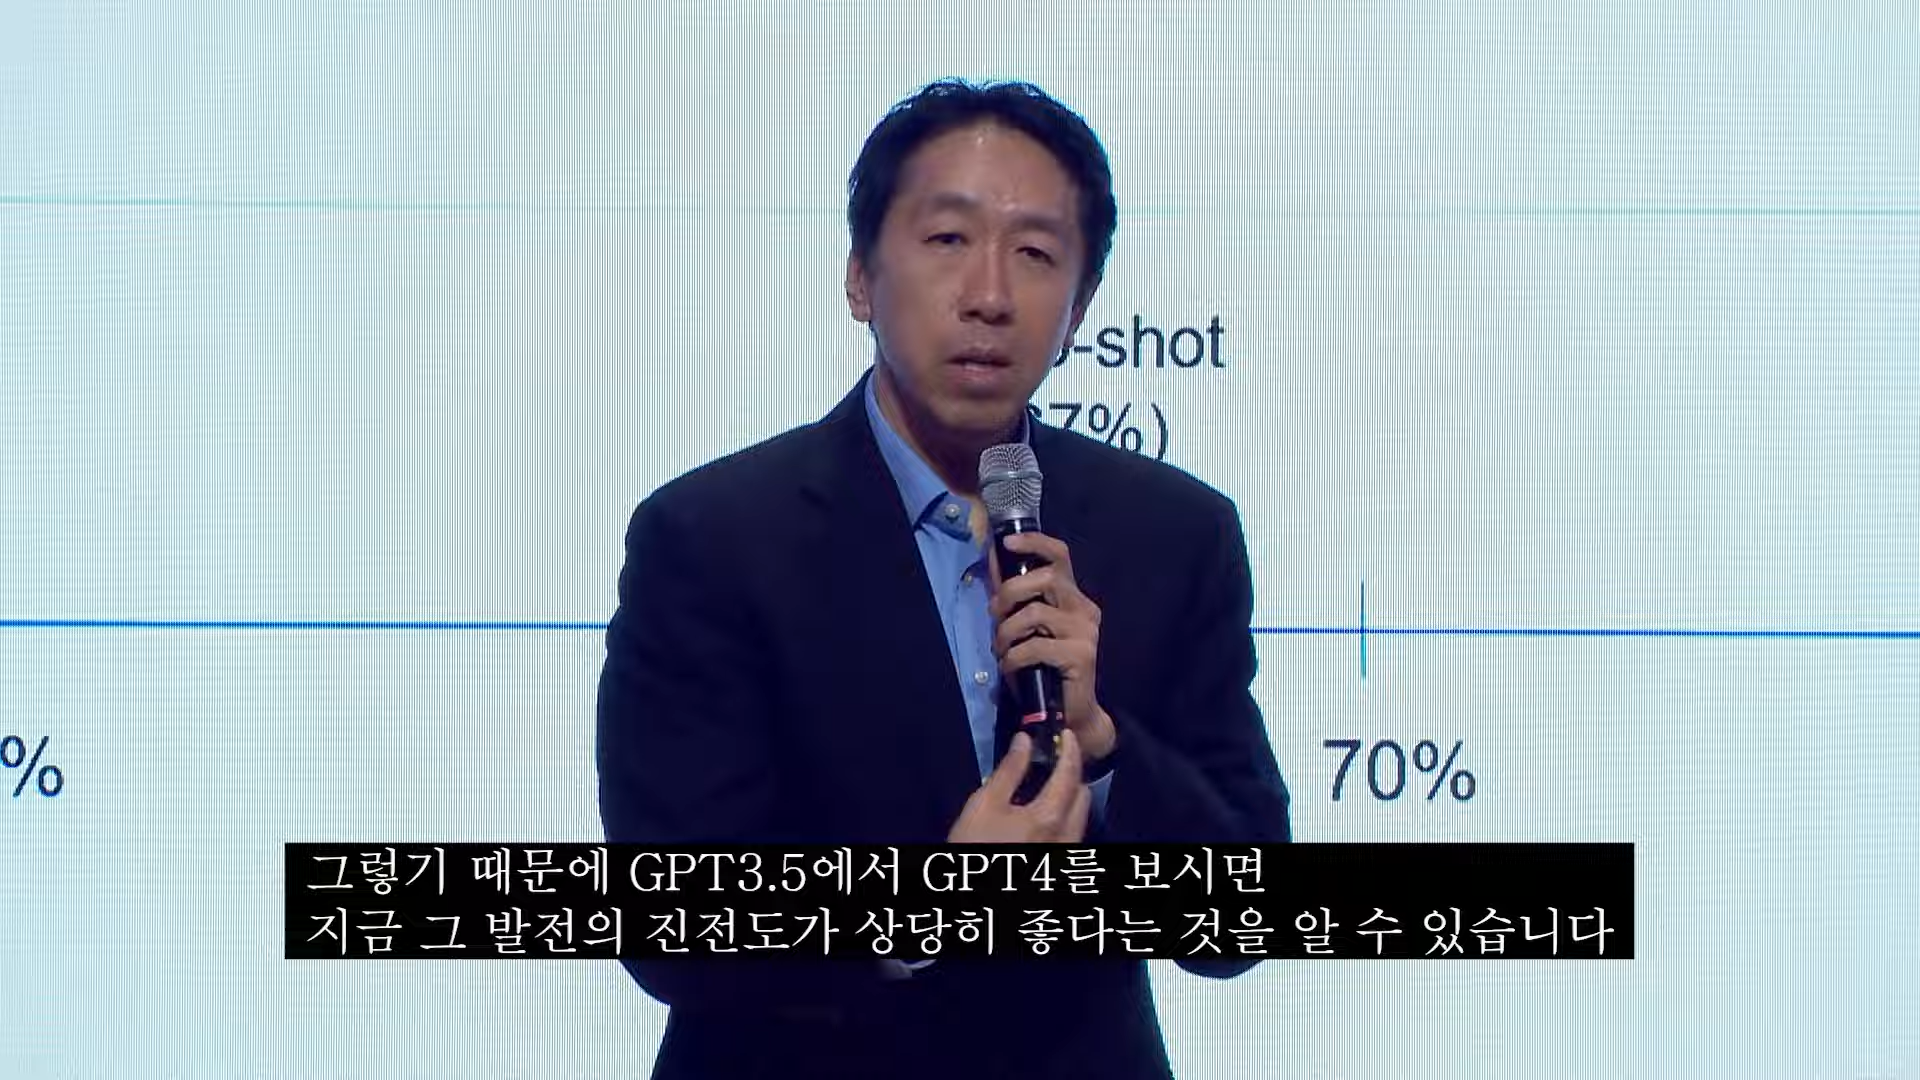 -shot
7%)
%
70%
그렇기 때문에 GPT3.5에서 GPT4를 보시면
지금 그 발전의 진전도가 상당히 좋다는 것을 알 수 있습니다